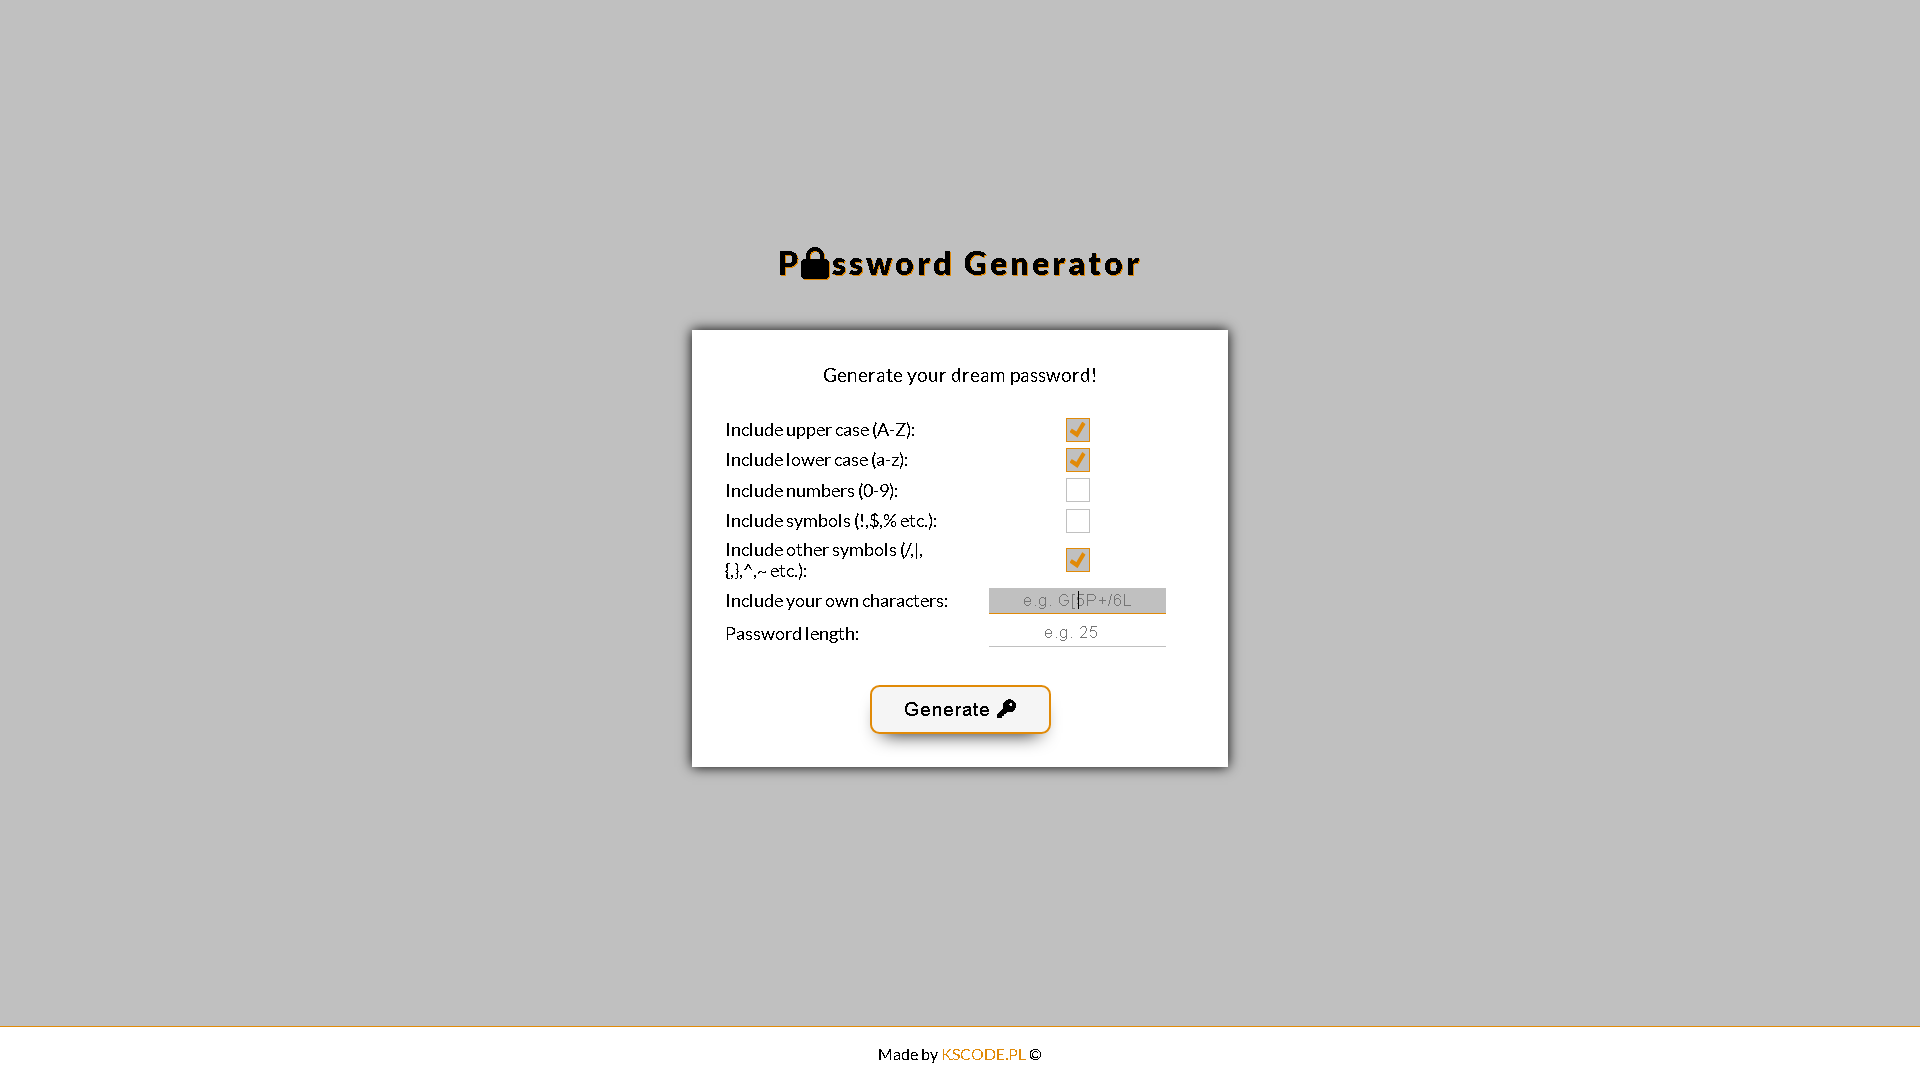 Password Generator
Generate your dream password!
Include upper case (A-Z):
Include lower case (a-z):
Include numbers (0-9):
Include symbols (!,$,% etc.):
Include other symbols (/,|,
{,},^,~ etc.):
Include your own characters: e.g. G[5P+/6L
Password length: e.g. 25
Generate
Made by KSCODE.PL ©